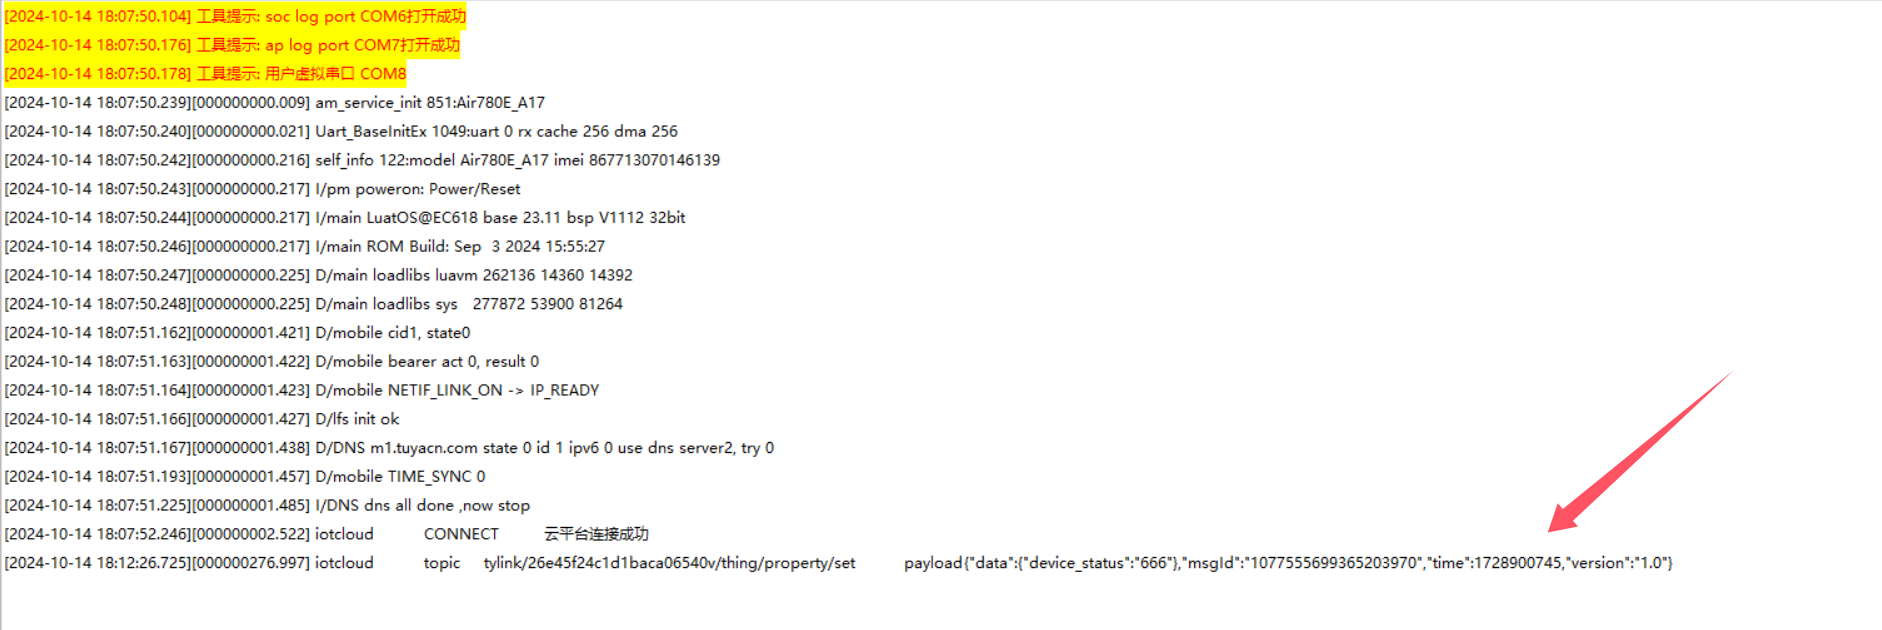 [2024-10-14 18:07:50.104] 工具提示: soc log port COM6打开成功
[2024-10-14 18:07:50.176] 工具提示: ap log port COM7打开成功
[2024-10-14 18:07:50.178] 工具提示: 用户虚拟串口 COM8
[2024-10-14 18:07:50.239][000000000.009] am_service_init 851:Air780E_A17
[2024-10-14 18:07:50.240][000000000.021] Uart_BaseInitEx 1049:uart 0 rx cache 256 dma 256
[2024-10-14 18:07:50.242][000000000.216] self_info 122:model Air780E_A17 imei 867713070146139
[2024-10-14 18:07:50.243][000000000.217] I/pm poweron: Power/Reset
[2024-10-14 18:07:50.244][000000000.217] I/main LuatOS@EC618 base 23.11 bsp V1112 32bit
[2024-10-14 18:07:50.246][000000000.217] I/main ROM Build: Sep  3 2024 15:55:27
[2024-10-14 18:07:50.247][000000000.225] D/main loadlibs luavm 262136 14360 14392
[2024-10-14 18:07:50.248][000000000.225] D/main loadlibs sys   277872 53900 81264
[2024-10-14 18:07:51.162][000000001.421] D/mobile cid1, state0
[2024-10-14 18:07:51.163][000000001.422] D/mobile bearer act 0, result 0
[2024-10-14 18:07:51.164][000000001.423] D/mobile NETIF_LINK_ON -> IP_READY
[2024-10-14 18:07:51.166][000000001.427] D/lfs init ok
[2024-10-14 18:07:51.167][000000001.438] D/DNS m1.tuyacn.com state 0 id 1 ipv6 0 use dns server2, try 0
[2024-10-14 18:07:51.193][000000001.457] D/mobile TIME_SYNC 0
[2024-10-14 18:07:51.225][000000001.485] I/DNS dns all done ,now stop
[2024-10-14 18:07:52.246][000000002.522] iotcloud CONNECT 云平台连接成功
[2024-10-14 18:12:26.725][000000276.997] iotcloud topic tylink/26e45f24c1d1baca06540v/thing/property/set payload{"data":{"device_status":"666"},"msgId":"1077555699365203970","time":1728900745,"version":"1.0"}